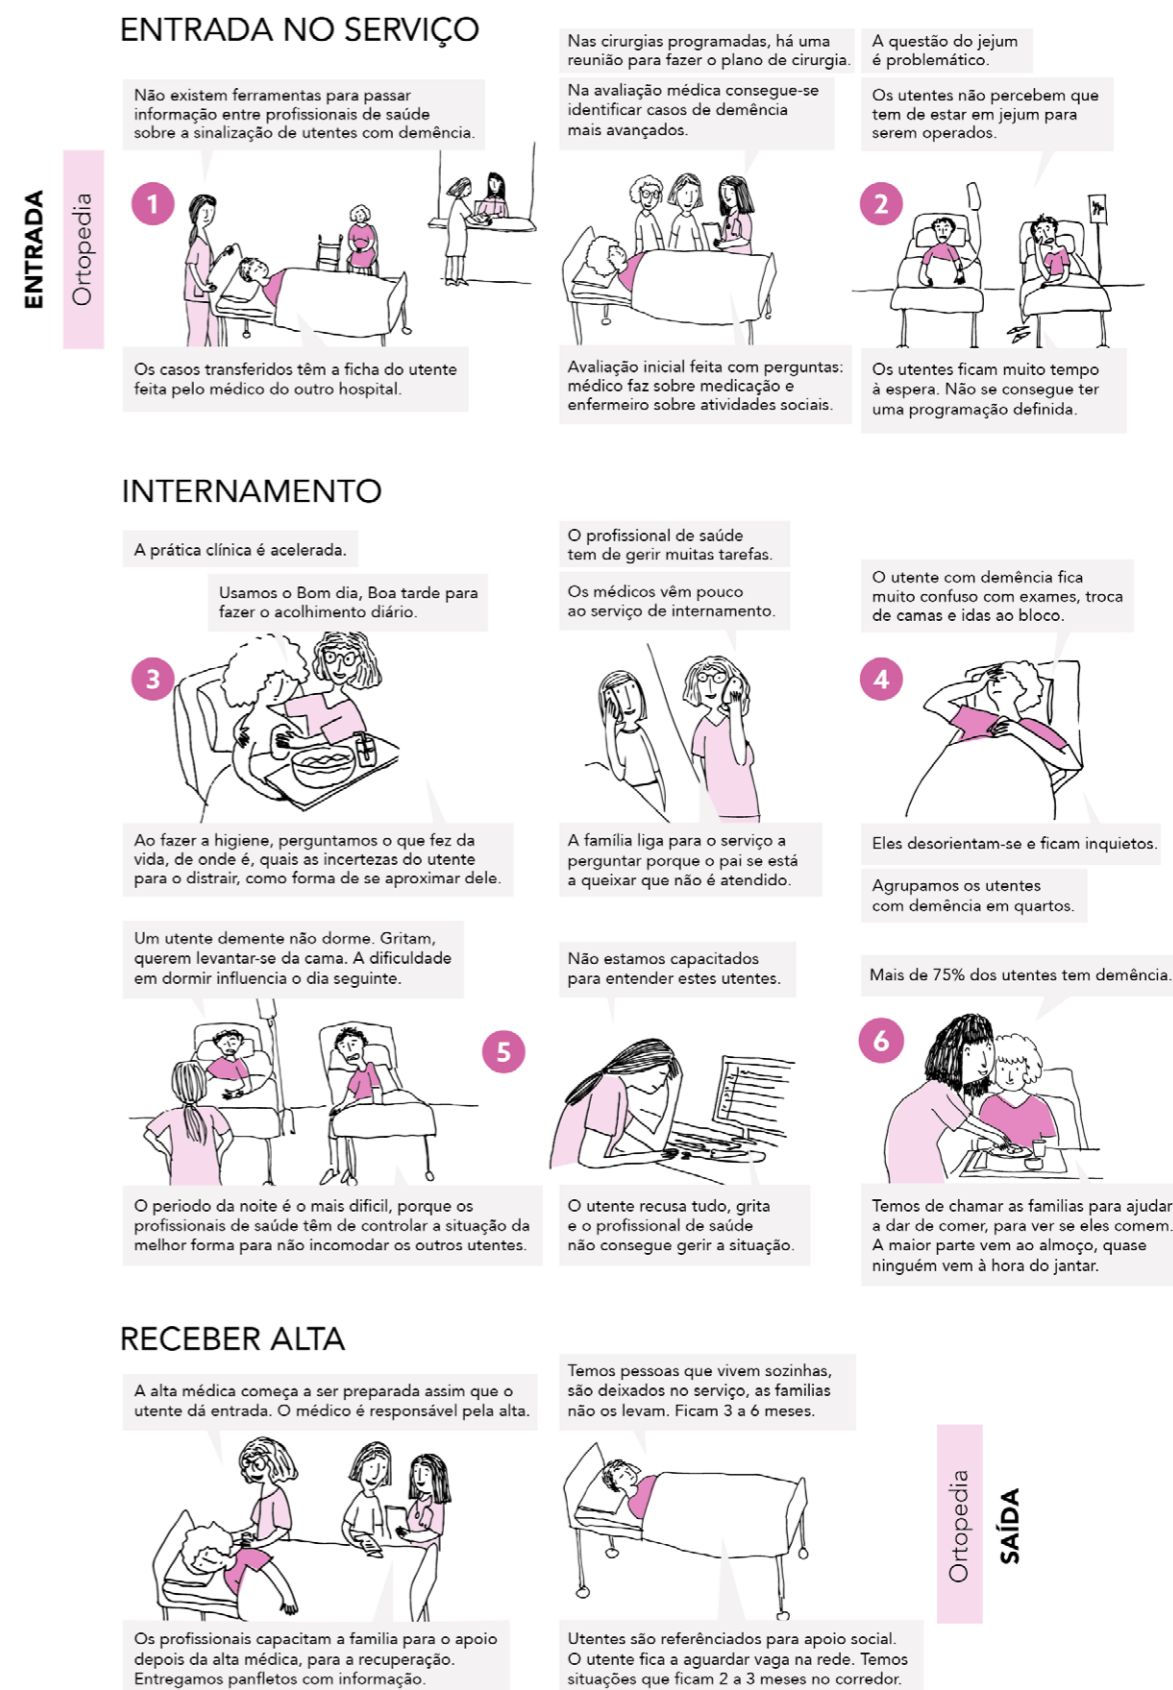 ENTRADA NO SERVIÇO
ENTRADA
Ortopedia
Não existem ferramentas para passar
informação entre profissionais de saúde
sobre a sinalização de utentes com demência.
1
Os casos transferidos têm a ficha do utente
feita pelo médico do outro hospital.
Nas cirurgias programadas, há uma
reunião para fazer o plano de cirurgia.
Na avaliação médica consegue-se
identificar casos de demência
mais avançados.
Avaliação inicial feita com perguntas:
médico faz sobre medicação e
enfermeiro sobre atividades sociais.
A questão do jejum
é problemático.
Os utentes não percebem que
tem de estar em jejum para
serem operados.
2
Os utentes ficam muito tempo
à espera. Não se consegue ter
uma programação definida.
INTERNAMENTO
A prática clínica é acelerada.
Usamos o Bom dia, Boa tarde para
fazer o acolhimento diário.
3
Ao fazer a higiene, perguntamos o que fez da
vida, de onde é, quais as incertezas do utente
para o distrair, como forma de se aproximar dele.
O profissional de saúde
tem de gerir muitas tarefas.
Os médicos vêm pouco
ao serviço de internamento.
A família liga para o serviço a
perguntar porque o pai se está
a queixar que não é atendido.
O utente com demência fica
muito confuso com exames, troca
de camas e idas ao bloco.
4
Eles desorientam-se e ficam inquietos.
Agrupamos os utentes
com demência em quartos.
Um utente demente não dorme. Gritam,
querem levantar-se da cama. A dificuldade
em dormir influencia o dia seguinte.
5
O periodo da noite é o mais dificil, porque os
profissionais de saúde têm de controlar a situação da
melhor forma para não incomodar os outros utentes.
Não estamos capacitados
para entender estes utentes.
O utente recusa tudo, grita
e o profissional de saúde
não consegue gerir a situação.
Mais de 75% dos utentes tem demência.
6
Temos de chamar as familias para ajudar
a dar de comer, para ver se eles comem.
A maior parte vem ao almoço, quase
ninguém vem à hora do jantar.
RECEBER ALTA
A alta médica começa a ser preparada assim que o
utente dá entrada. O médico é responsável pela alta.
Os profissionais capacitam a familia para o apoio
depois da alta médica, para a recuperação.
Entregamos panfletos com informação.
Temos pessoas que vivem sozinhas,
são deixados no serviço, as familias
não os levam. Ficam 3 a 6 meses.
Utentes são referênciados para apoio social.
O utente fica a aguardar vaga na rede. Temos
situações que ficam 2 a 3 meses no corredor.
Ortopedia
SAÍDA